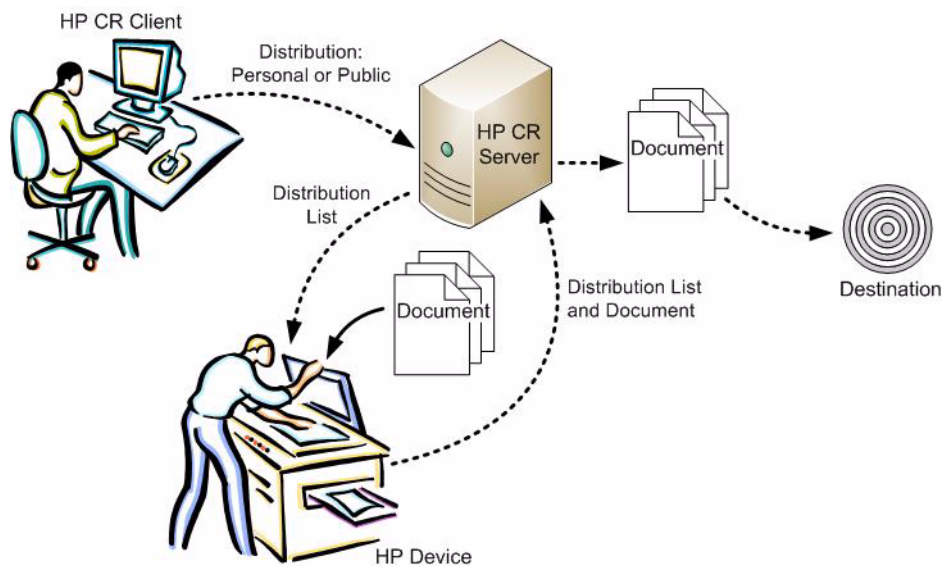 HP CR Client
Distribution:
Personal or Public
HP CR
Server
Document
Distribution
List
Document
Distribution List
and Document
Destination
HP Device